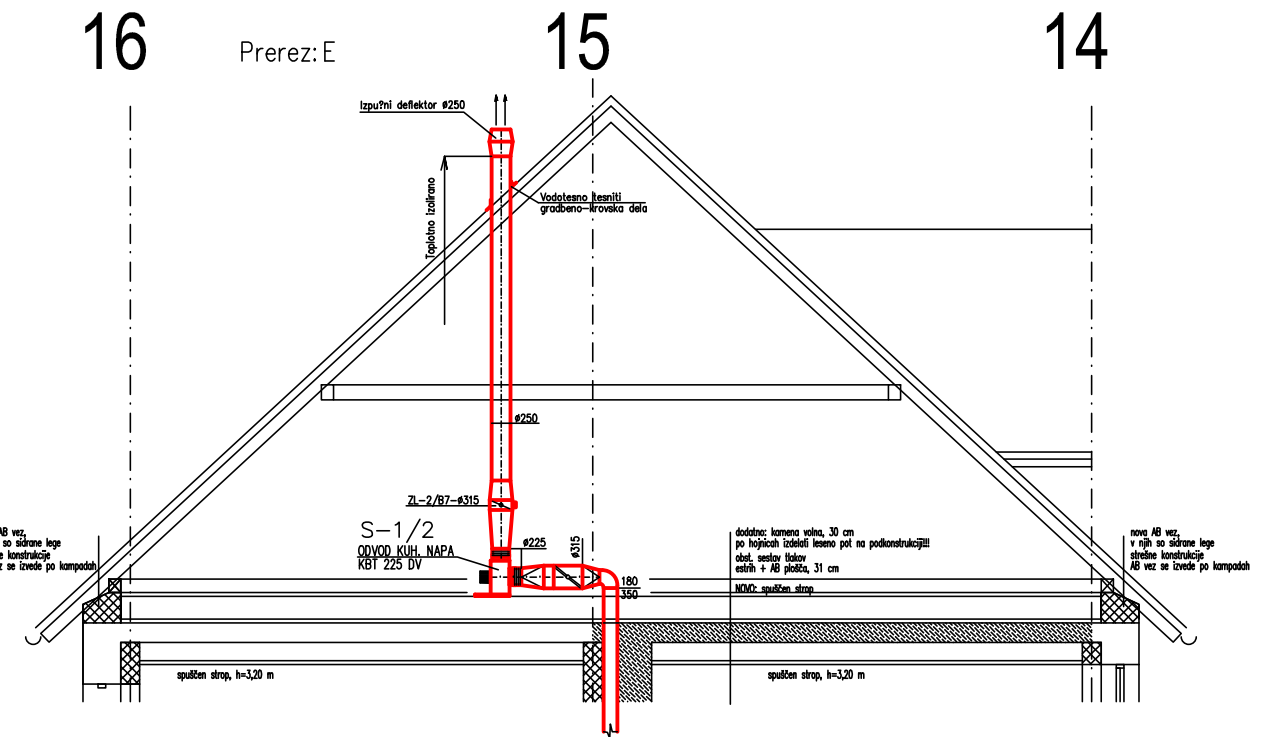 16
Prerez: E
15
14
Izpu?ni deflektor ø250
Toplotno izolirano
Vodotesno tesniti
gradbeno-krovska dela
ø250
ZL-2/B7-ø315
S-1/2
ODVOD KUH. NAPA
KBT 225 DV
ø225
ø315
180
350
AB vez,
so sidrane lege
konstrukcije
se izvede po kampadah
dodatno: kamena volna, 30 cm
po hojnicah izdelati leseno pot na podkonstrukciji!!!
obst. sestav tlakov
estrih + AB plošča, 31 cm
NOVO: spuščen strop
nova AB vez,
v njih so sidrane lege
strešne konstrukcije
AB vez se izvede po kampadah
spuščen strop, h=3,20 m
spuščen strop, h=3,20 m